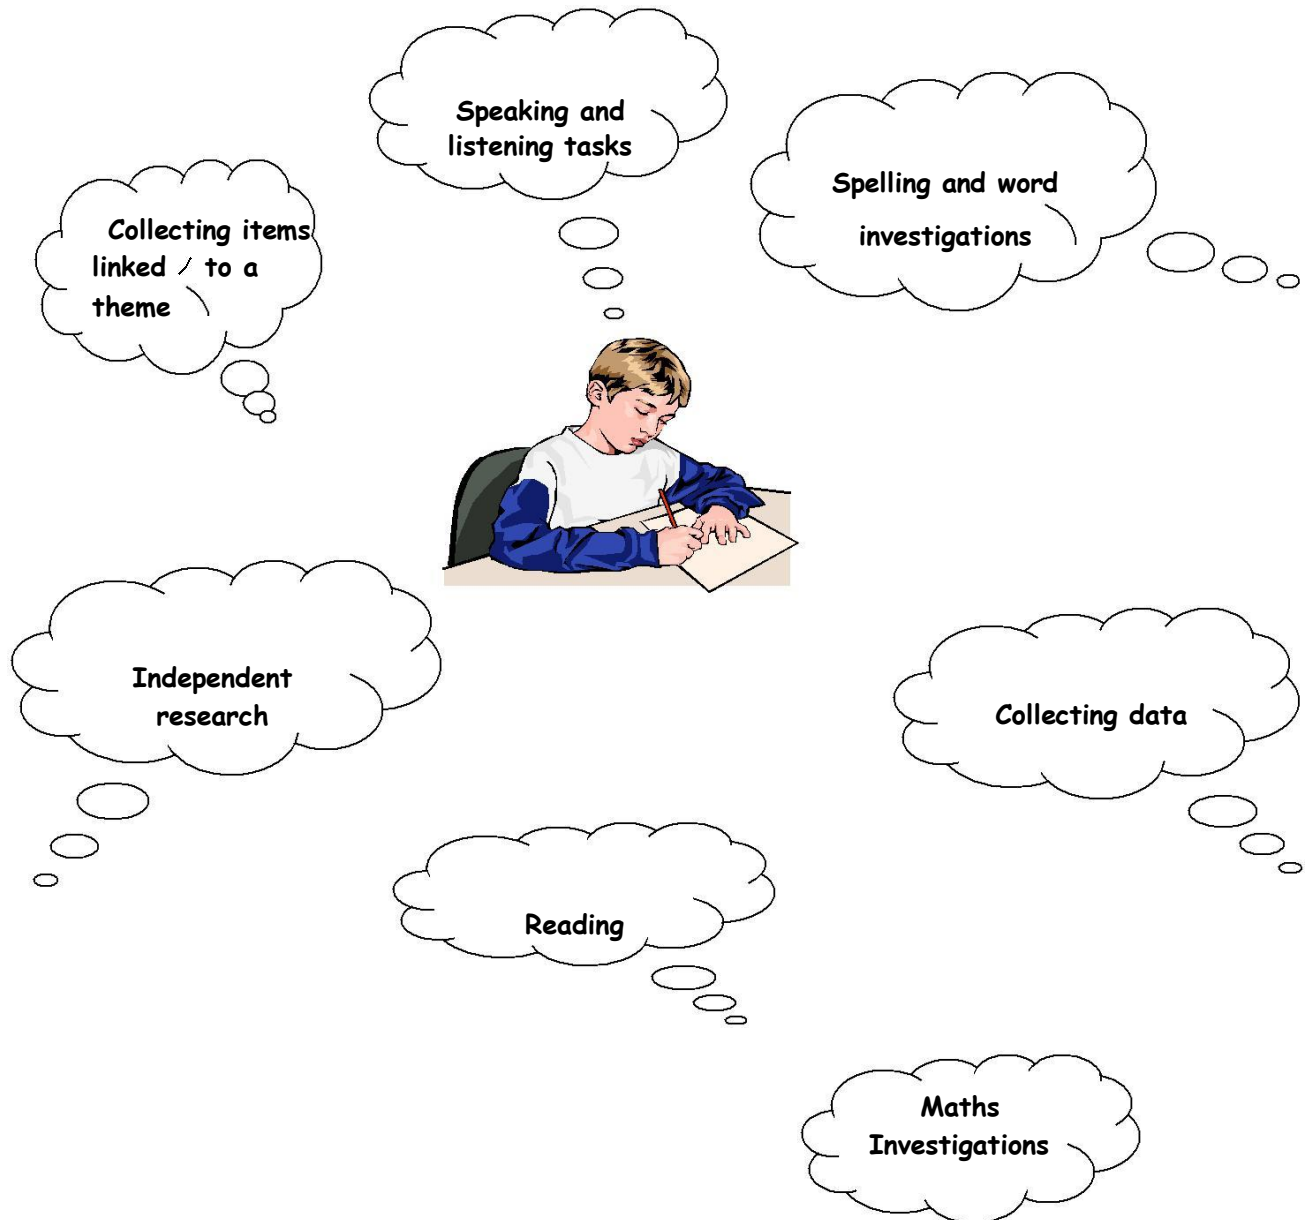 Speaking and
listening tasks
Spelling and word
investigations
Collecting items
linked to a
theme
Independent
research
Collecting data
Reading
Maths
Investigations